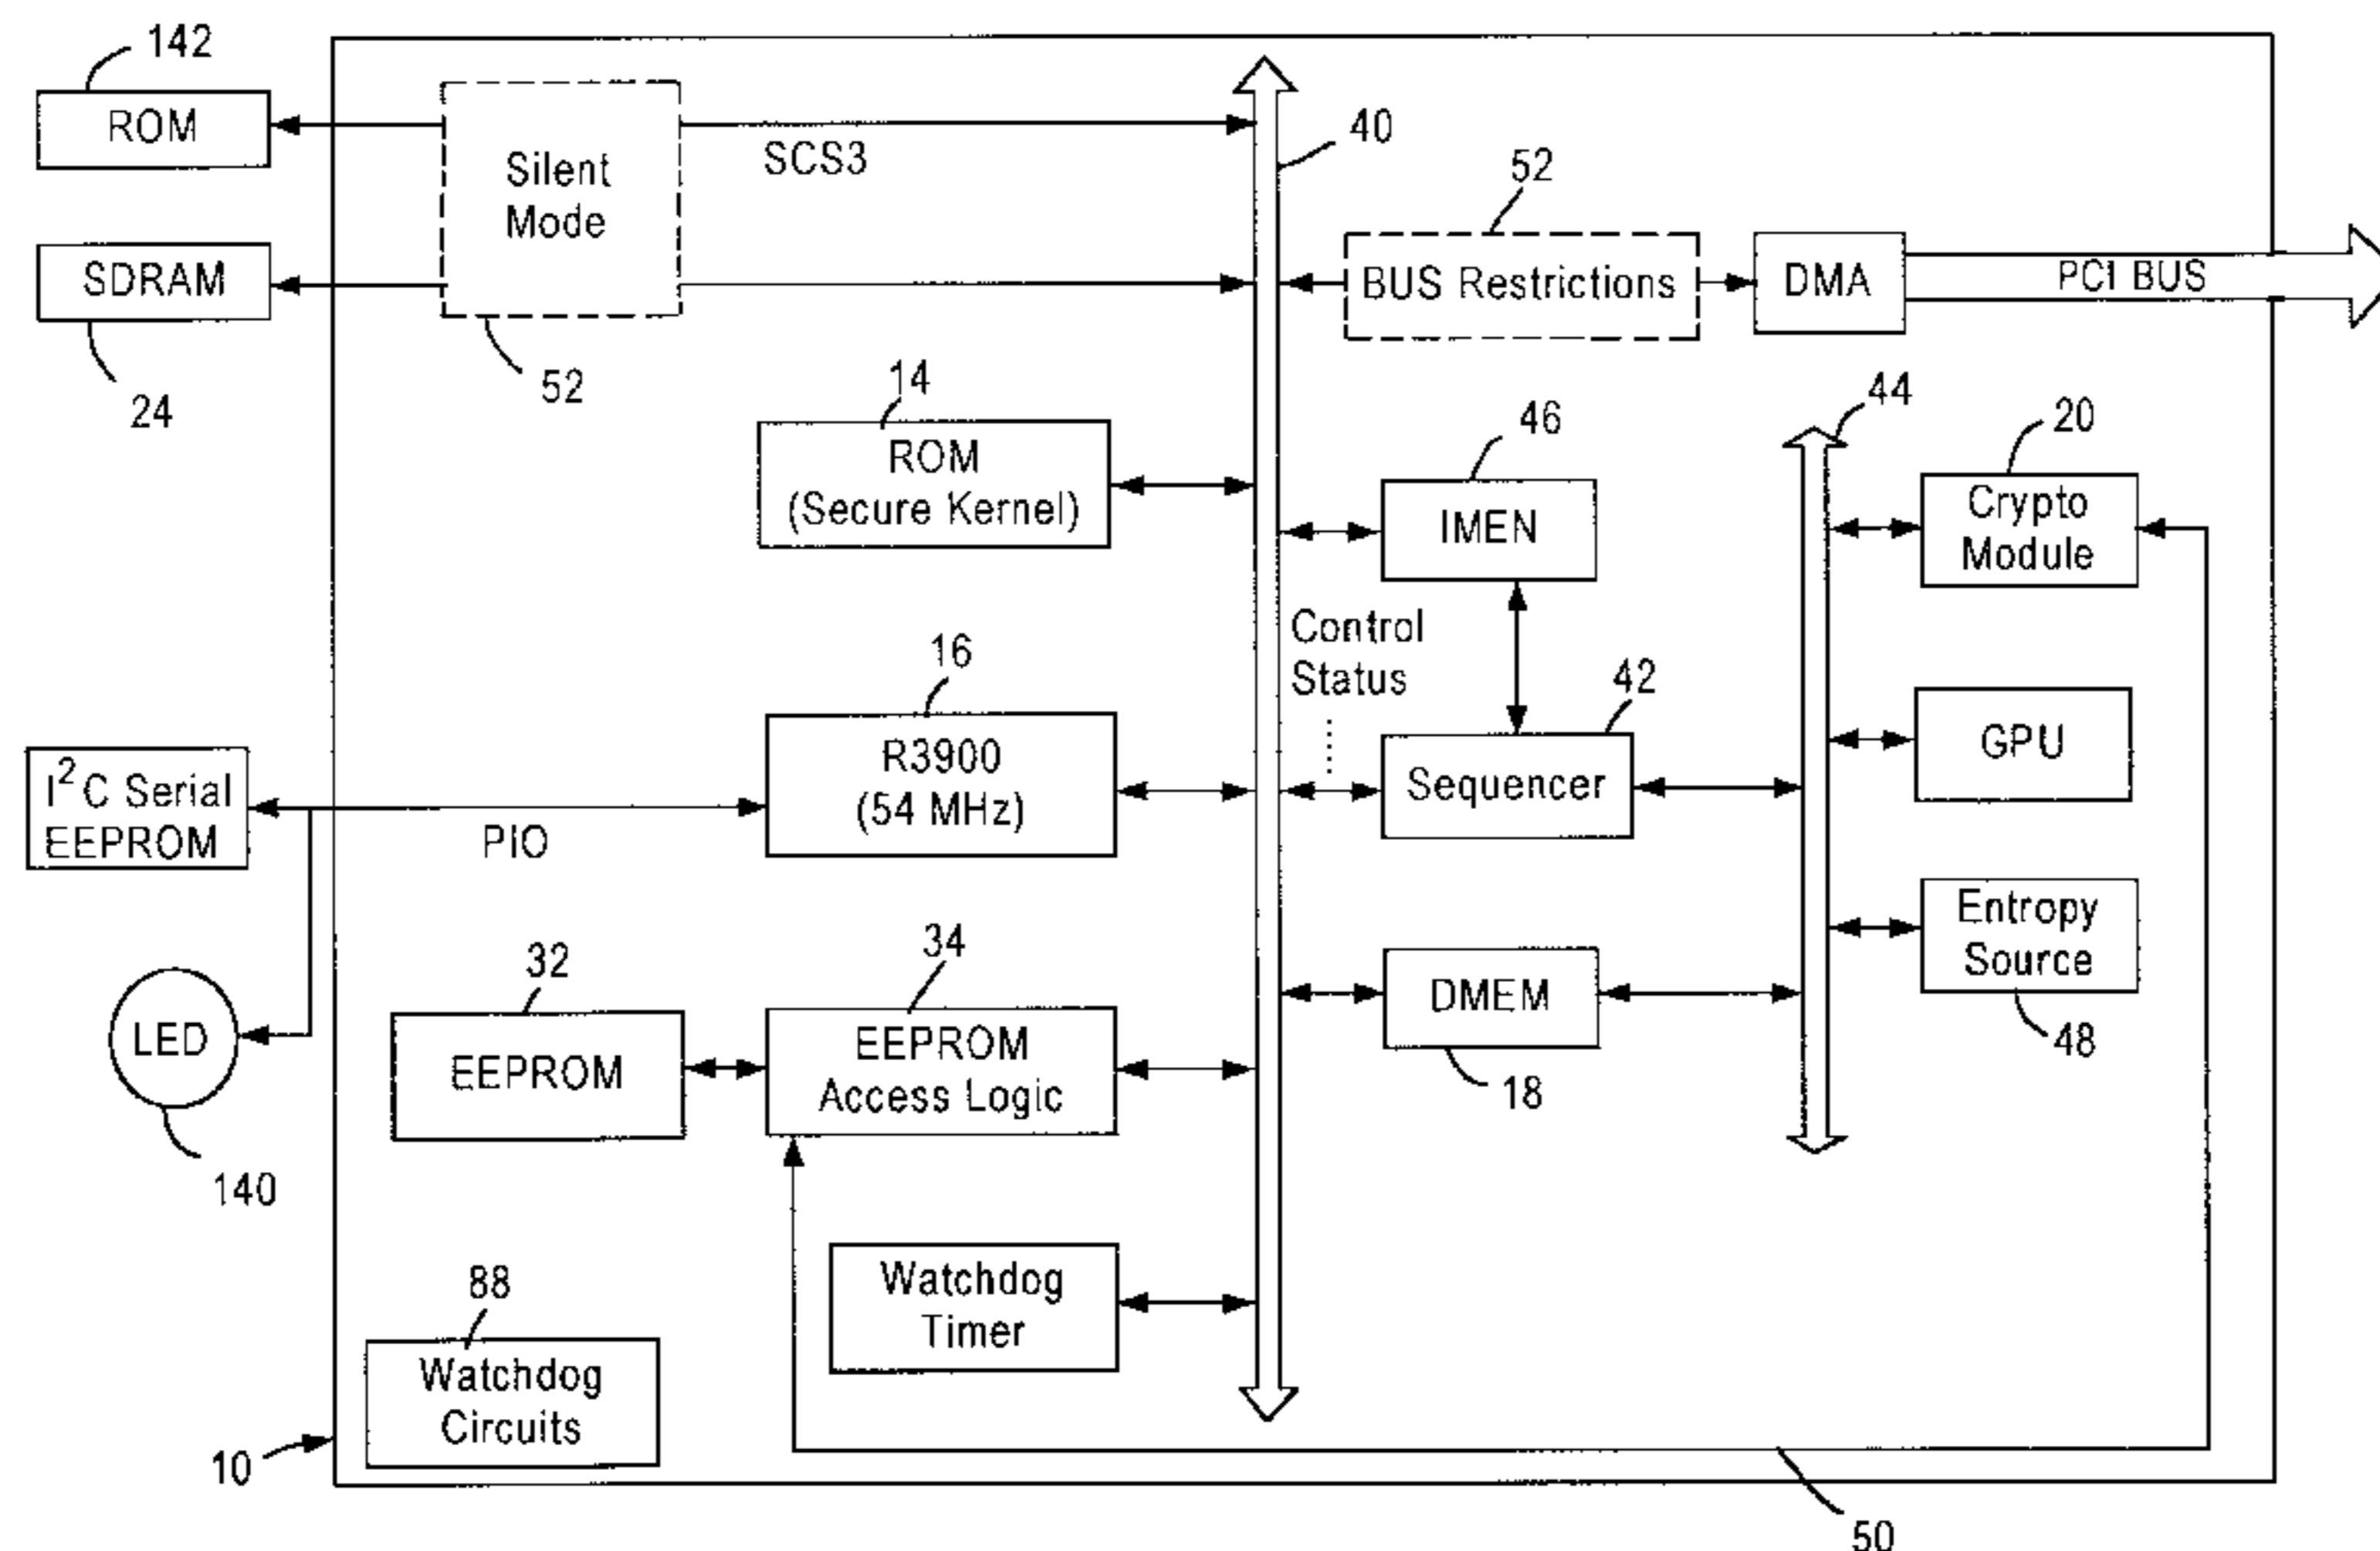 142
ROM
Silent
Mode
SCS3
40
52
BUS Restrictions
DMA
PCI BUS
SDRAM
24
52
14
ROM
(Secure Kernel)
46
IMEN
44
20
Crypto
Module
Control
Status
16
R3900
(54 MHz)
42
Sequencer
GPU
I²C Serial
EEPROM
PIO
LED
140
32
EEPROM
34
EEPROM
Access Logic
DMEM
18
Entropy
Source
48
Watchdog
Timer
88
Watchdog
Circuits
10
50